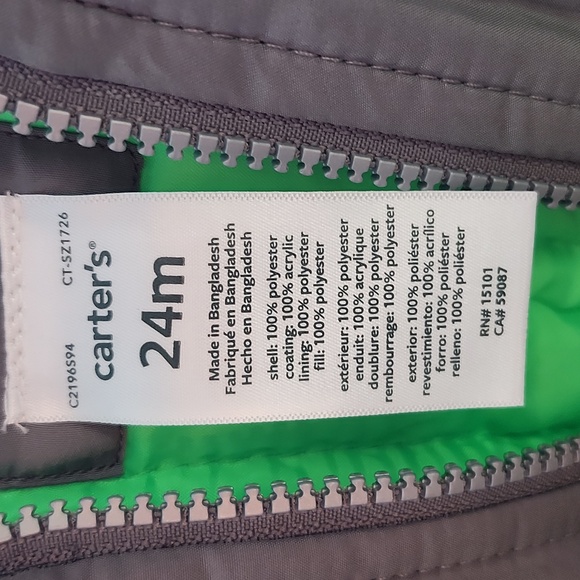 C2196S94 CT-SZ1726
carter's®
24m
Made in Bangladesh
Fabriqué en Bangladesh
Hecho en Bangladesh
shell: 100% polyester
coating: 100% acrylic
lining: 100% polyester
fill: 100% polyester
extérieur: 100% polyester
enduit: 100% acrylique
doublure: 100% polyester
rembourrage: 100% polyester
exterior: 100% poliéster
revestimiento: 100% acrílico
forro: 100% poliéster
relleno: 100% poliéster
RN# 15101
CA# 59087